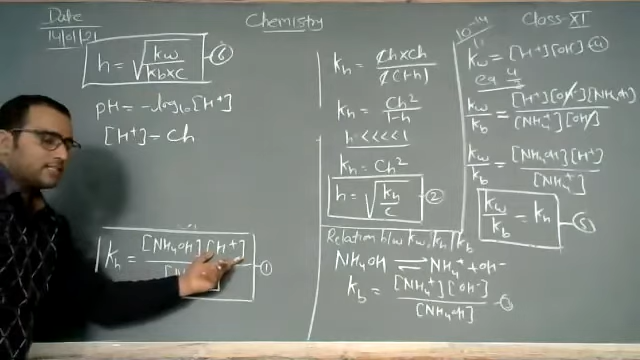 Date
14/01/21
Chemistry
Class-XI
h = √(kw / kb×c) ⑥
pH = -log₁₀[H⁺]
[H⁺] = Ch
kh = [NH₄OH][H⁺] / ①
kh = Ch×Ch / C(1-h)
kh = Ch² / 1-h
h <<<< 1
kh = Ch²
h = √(kh / C) ②
Relation b/w kw, kh, kb
NH₄OH ⇌ NH₄⁺ + OH⁻
kb = [NH₄⁺][OH⁻] / [NH₄OH] ③
10⁻¹⁴
kw = [H⁺][OH⁻] ④
eq 4/3
kw/kb = [H⁺][OH⁻][NH₄OH] / [NH₄⁺][OH⁻]
kw/kb = [NH₄OH][H⁺] / [NH₄⁺]
kw/kb = kh ⑤